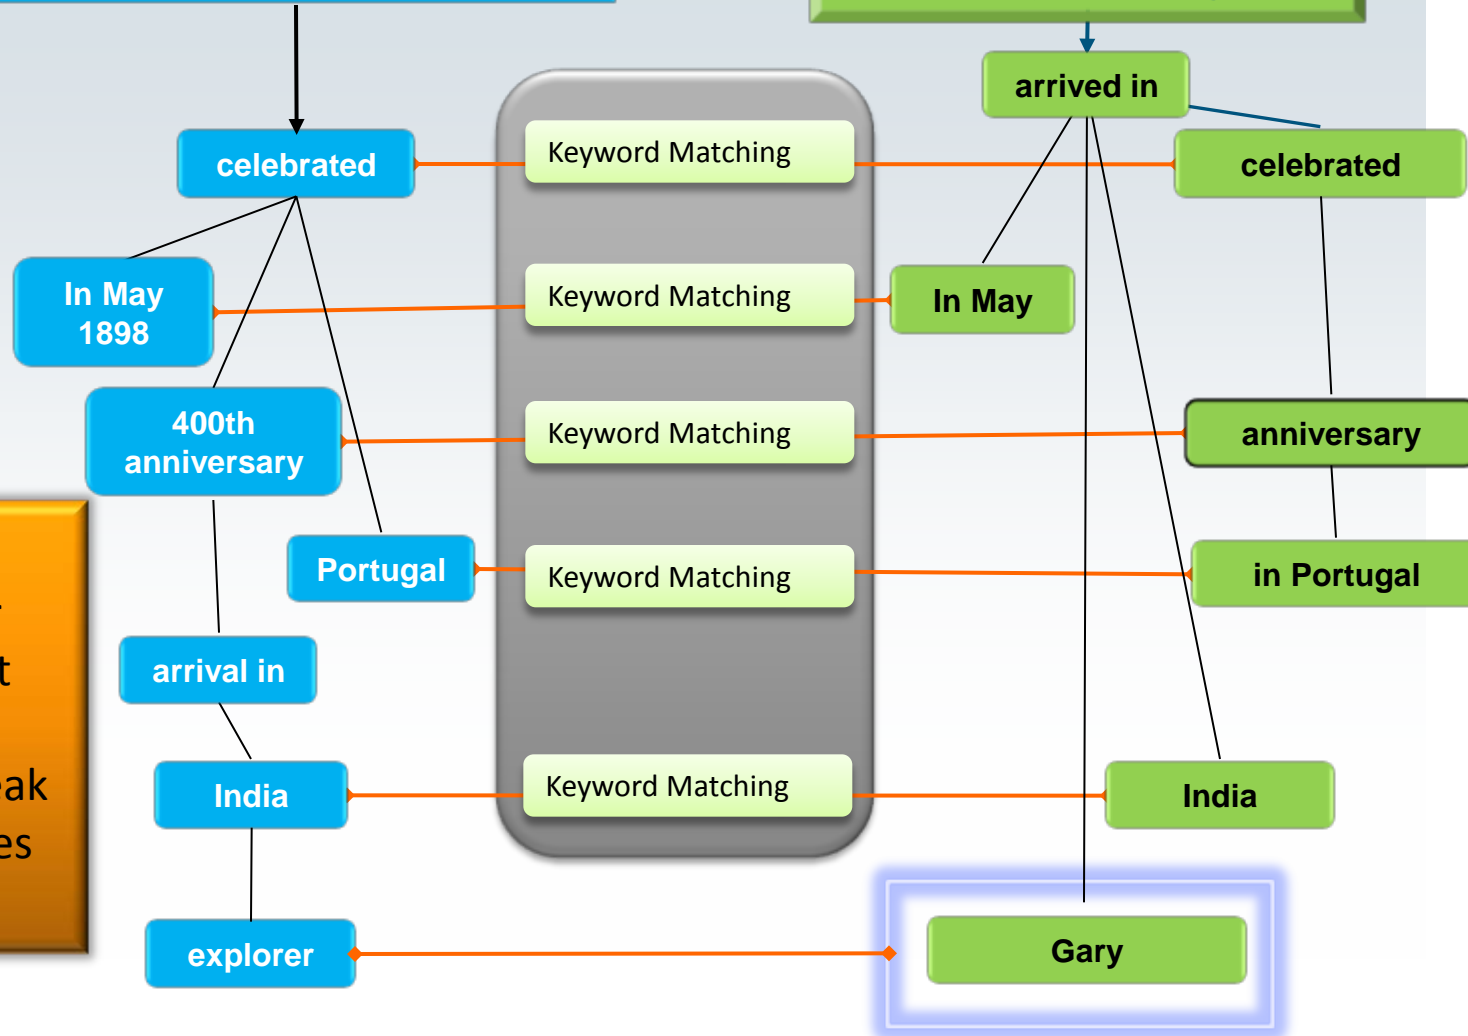 arrived in
celebrated
Keyword Matching
celebrated
In May
1898
Keyword Matching
In May
400th
anniversary
Keyword Matching
anniversary
Portugal
Keyword Matching
in Portugal
arrival in
India
Keyword Matching
India
explorer
Gary